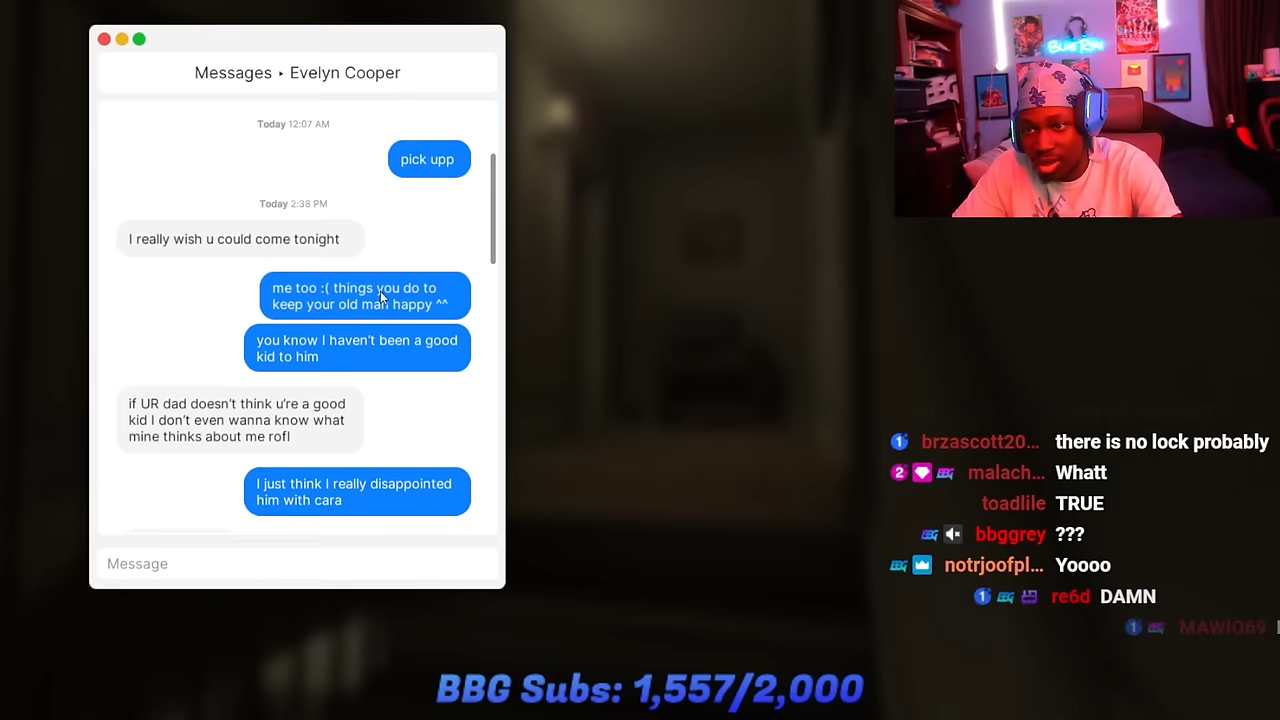 Messages ▸ Evelyn Cooper
Today 12:07 AM
pick upp
Today 2:38 PM
I really wish u could come tonight
me too :( things you do to
keep your old man happy ^^
you know I haven't been a good
kid to him
if UR dad doesn't think u're a good
kid I don't even wanna know what
mine thinks about me rofl
I just think I really disappointed
him with cara
Message
brzascott20... there is no lock probably
malach... Whatt
toadlile TRUE
bbggrey ???
notrjoofpl... Yoooo
re6d DAMN
MAWIO69
BBG Subs: 1,557/2,000